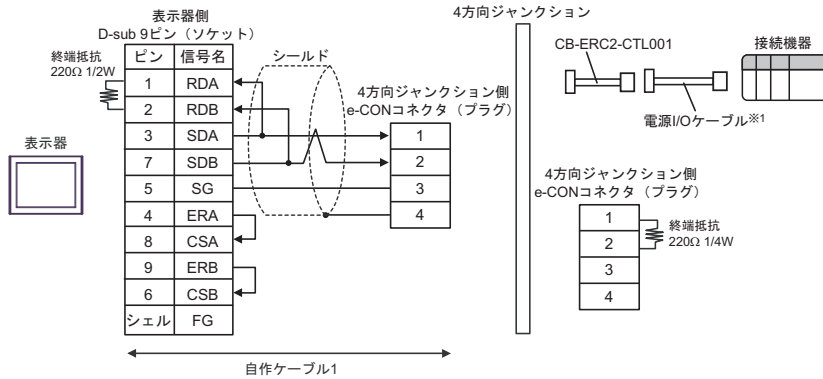 表示器側
D-sub 9ピン（ソケット）
終端抵抗
220Ω 1/2W
ピン 信号名
1 RDA
2 RDB
3 SDA
7 SDB
5 SG
4 ERA
8 CSA
9 ERB
6 CSB
シェル FG
シールド
表示器
4方向ジャンクション側
e-CONコネクタ（プラグ）
1
2
3
4
自作ケーブル1
4方向ジャンクション
CB-ERC2-CTL001
接続機器
電源I/Oケーブル※1
4方向ジャンクション側
e-CONコネクタ（プラグ）
1
2
3
4
終端抵抗
220Ω 1/4W